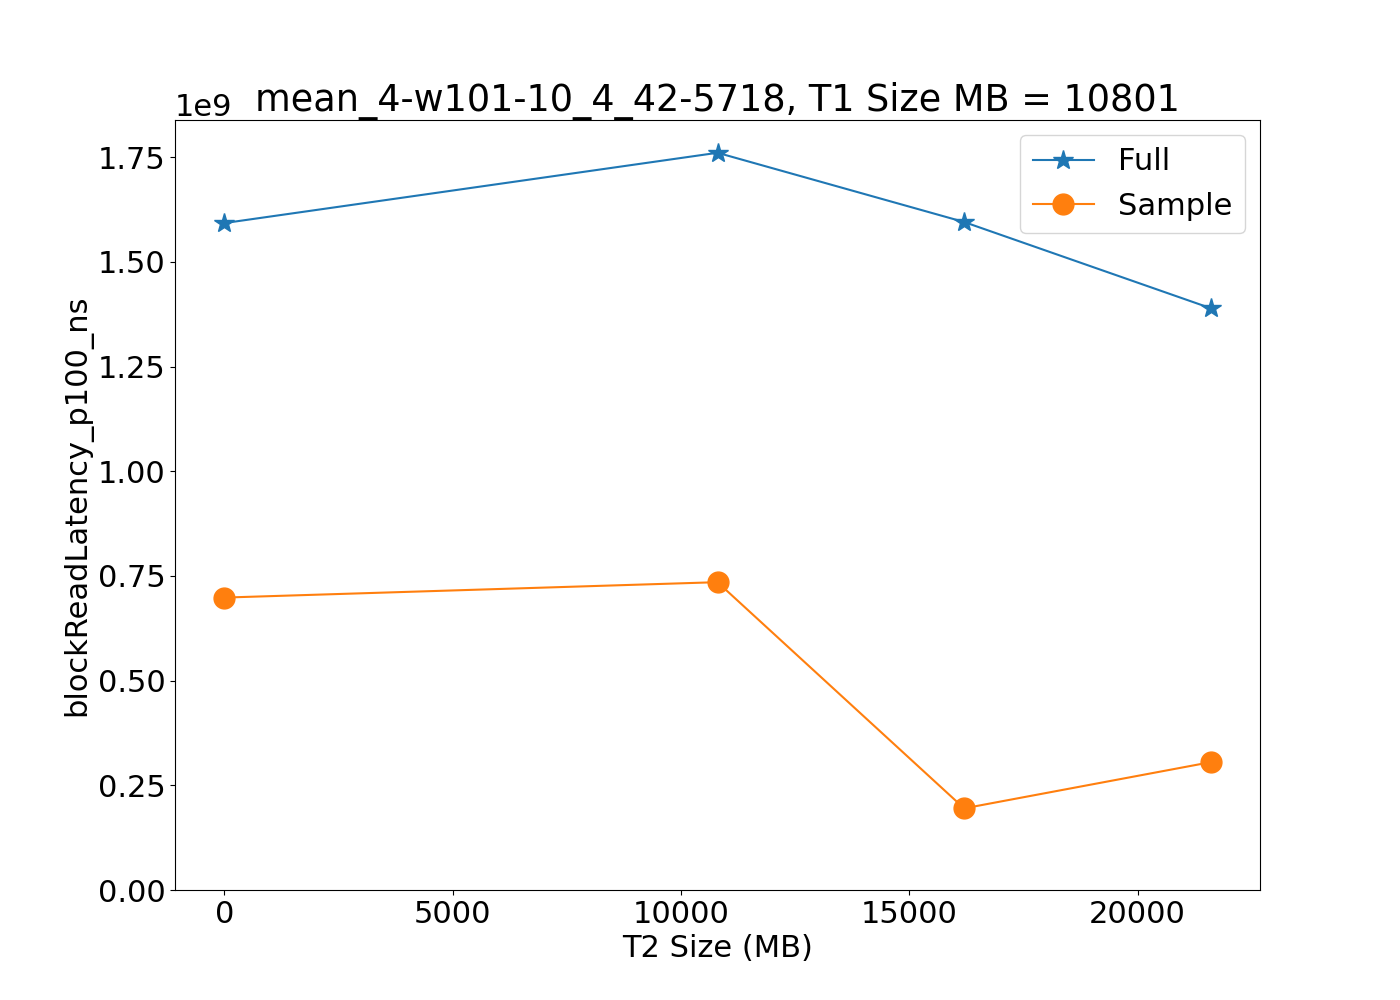 1e9
mean_4-w101-10_4_42-5718, T1 Size MB = 10801
Full
Sample
1.75
1.50
1.25
1.00
0.75
0.50
0.25
0.00
blockReadLatency_p100_ns
0 5000 10000 15000 20000
T2 Size (MB)